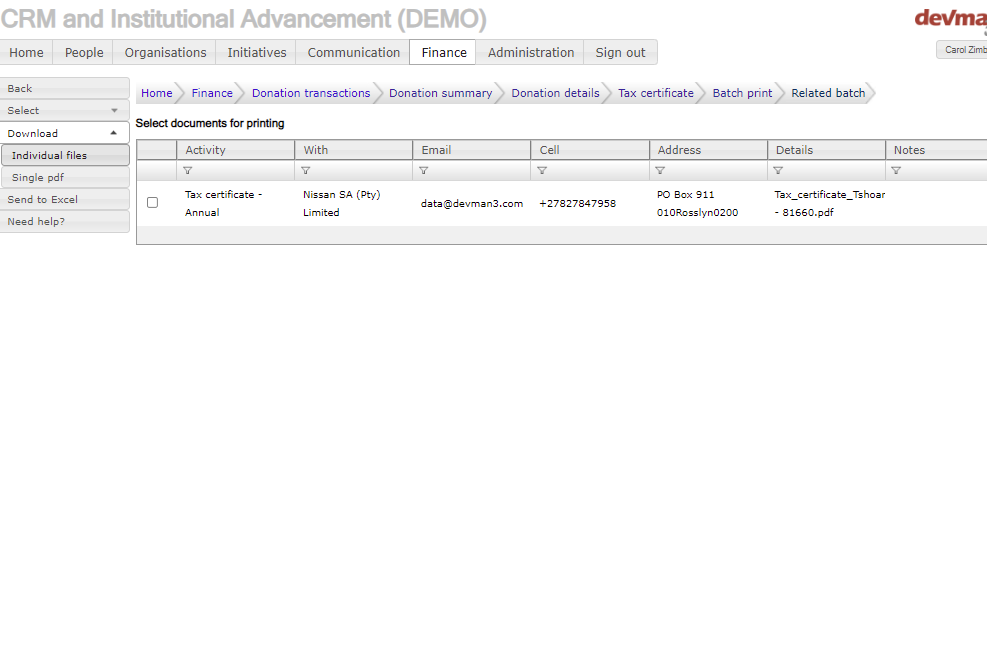 CRM and Institutional Advancement (DEMO)
devma
Home People Organisations Initiatives Communication Finance Administration Sign out
Carol Zimb
Back
Select
Download
Individual files
Single pdf
Send to Excel
Need help?
Home Finance Donation transactions Donation summary Donation details Tax certificate Batch print Related batch
Select documents for printing
Activity With Email Cell Address Details Notes
Tax certificate - Nissan SA (Pty) data@devman3.com +27827847958 PO Box 911 Tax_certificate_Tshoar
Annual Limited 010Rosslyn0200 - 81660.pdf